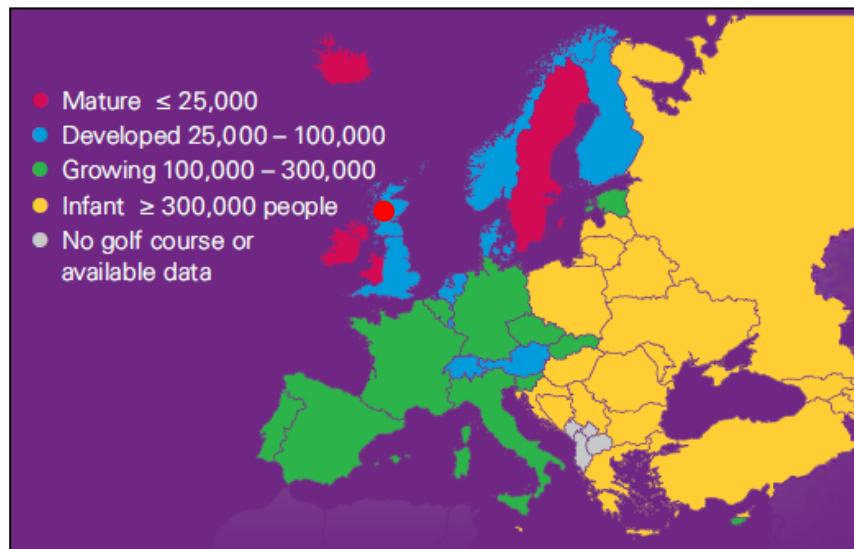 Mature ≤ 25,000
Developed 25,000 – 100,000
Growing 100,000 – 300,000
Infant ≥ 300,000 people
No golf course or
available data